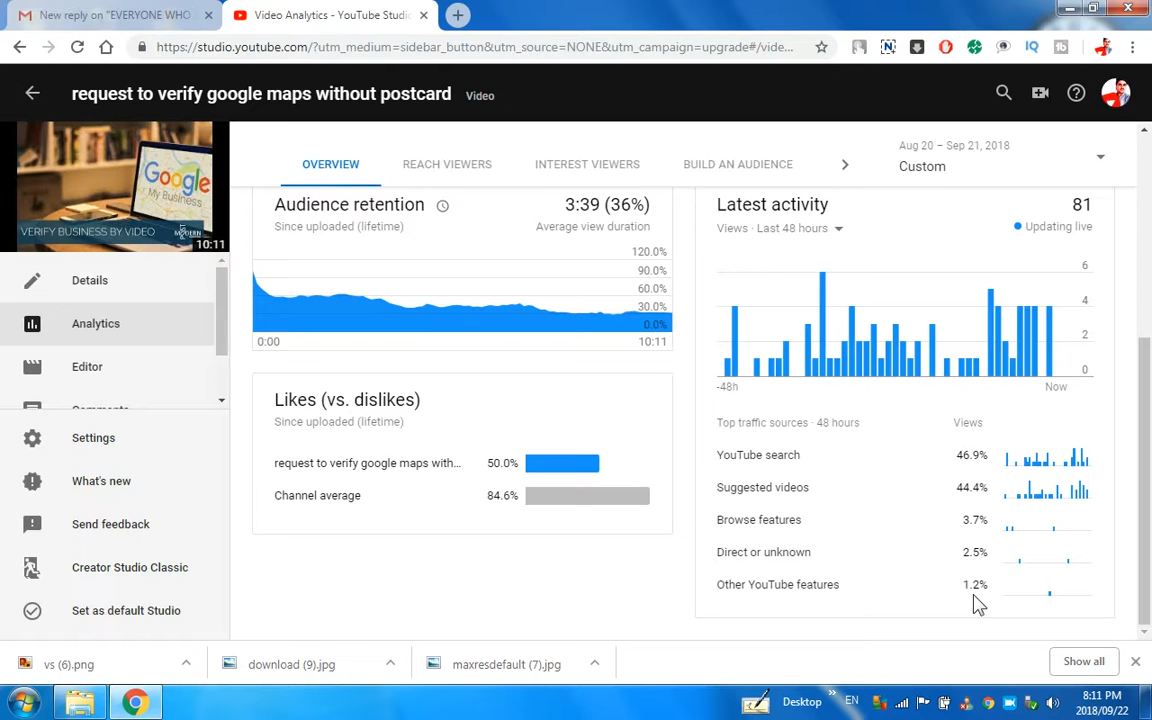 New reply on "EVERYONE WHO
Video Analytics - YouTube Studio
https://studio.youtube.com/?utm_medium=sidebar_button&utm_source=NONE&utm_campaign=upgrade#/vide...
request to verify google maps without postcard Video
Google
My Business
VERIFY BUSINESS BY VIDEO
10:11
Details
Analytics
Editor
Comments
Settings
What's new
Send feedback
Creator Studio Classic
Set as default Studio
OVERVIEW REACH VIEWERS INTEREST VIEWERS BUILD AN AUDIENCE
Aug 20 – Sep 21, 2018
Custom
Audience retention 3:39 (36%)
Since uploaded (lifetime) Average view duration
120.0%
90.0%
60.0%
30.0%
0.0%
0:00 10:11
Likes (vs. dislikes)
Since uploaded (lifetime)
request to verify google maps with... 50.0%
Channel average 84.6%
Latest activity 81
Views · Last 48 hours Updating live
6
4
2
0
-48h Now
Top traffic sources · 48 hours Views
YouTube search 46.9%
Suggested videos 44.4%
Browse features 3.7%
Direct or unknown 2.5%
Other YouTube features 1.2%
vs (6).png download (9).jpg maxresdefault (7).jpg Show all
Desktop EN 8:11 PM
2018/09/22